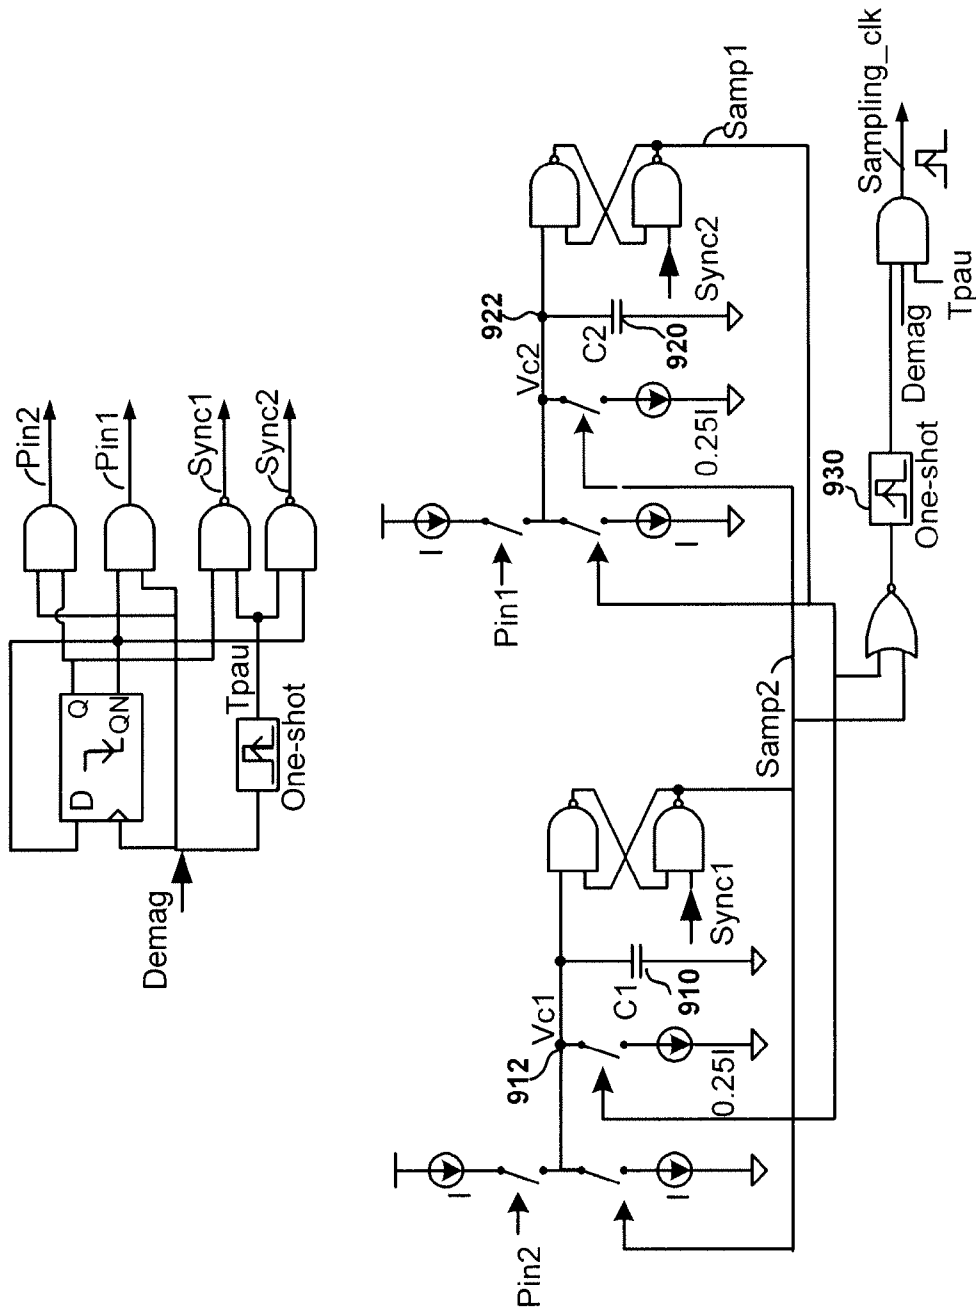 Demag
D
Q
QN
Tpau
One-shot
Pin2
Pin1
Sync1
Sync2
Pin2
I
I
912
Vc1
0.25I
C1
910
Sync1
Samp2
Pin1
I
I
Vc2
922
0.25I
C2
920
Sync2
Samp1
930
One-shot
Demag
Tpau
Sampling_clk